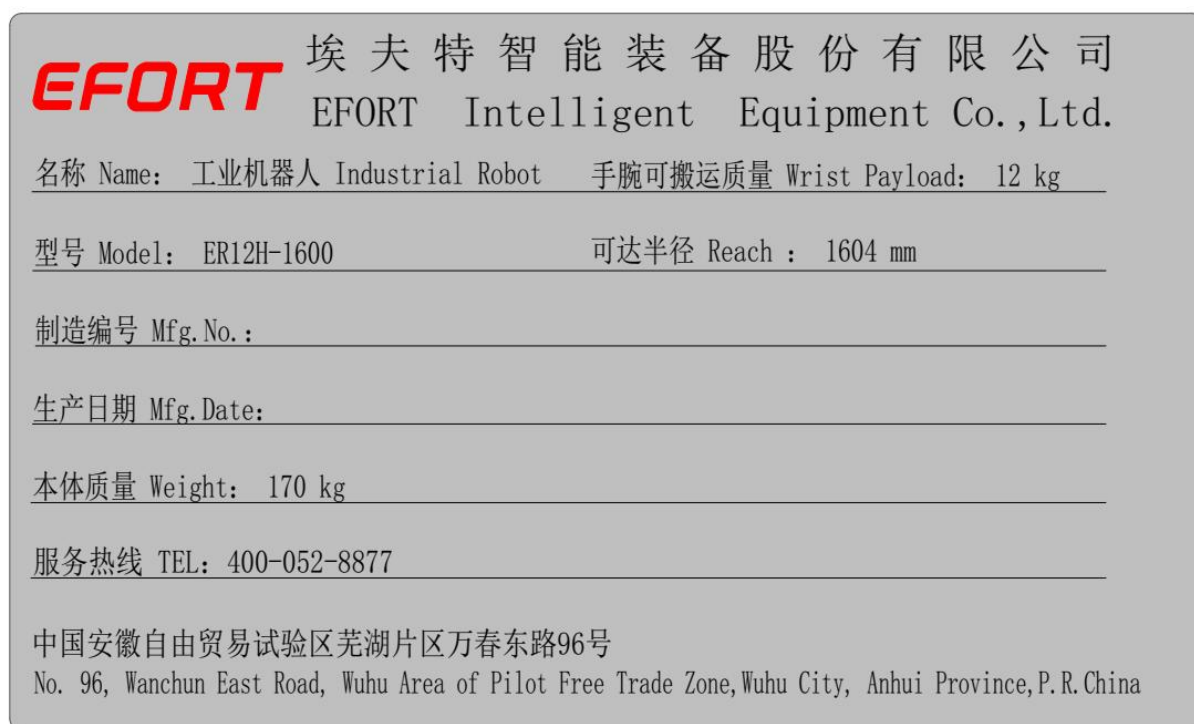 EFORT 埃夫特智能装备股份有限公司
EFORT Intelligent Equipment Co.,Ltd.
名称 Name: 工业机器人 Industrial Robot 手腕可搬运质量 Wrist Payload: 12 kg
型号 Model: ER12H-1600 可达半径 Reach : 1604 mm
制造编号 Mfg.No.:
生产日期 Mfg.Date:
本体质量 Weight: 170 kg
服务热线 TEL: 400-052-8877
中国安徽自由贸易试验区芜湖片区万春东路96号
No. 96, Wanchun East Road, Wuhu Area of Pilot Free Trade Zone,Wuhu City, Anhui Province,P.R.China